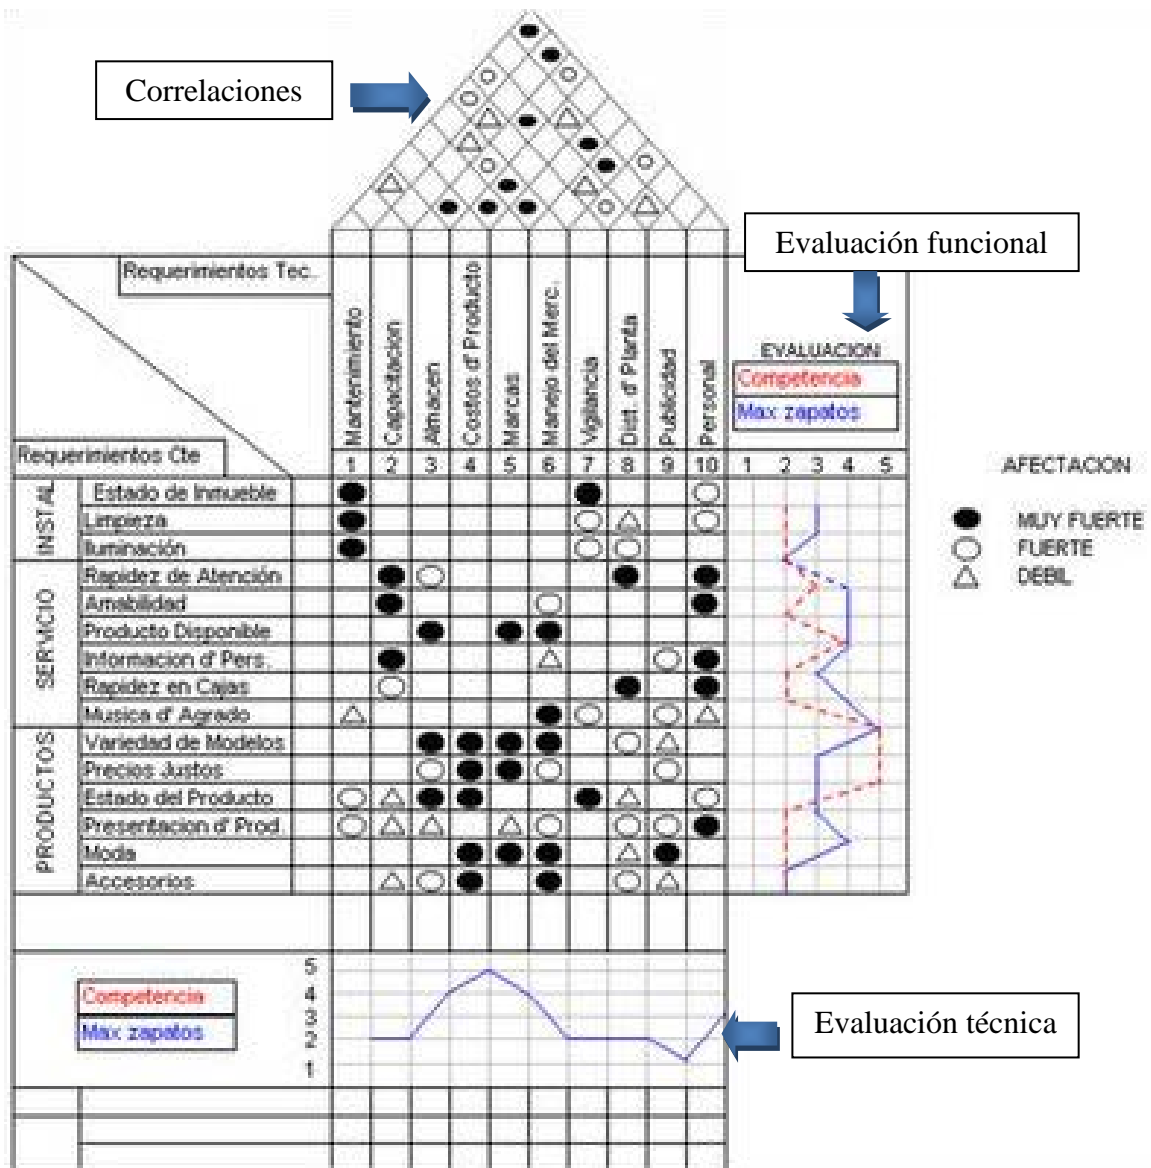 Correlaciones
Evaluación funcional
Requerimientos Tec.
Requerimientos Cte
Mantenimiento
Capacitacion
Almacen
Costos d' Producto
Marcas
Manejo del Merc.
Vigilancia
Dist. d' Planta
Publicidad
Personal
EVALUACION
Competencia
Max zapatos
1 2 3 4 5 6 7 8 9 10 1 2 3 4 5
AFECTACION
MUY FUERTE
FUERTE
DEBIL
INSTAL
Estado de Inmueble
Limpieza
Iluminación
SERVICIO
Rapidez de Atención
Amabilidad
Producto Disponible
Informacion d' Pers.
Rapidez en Cajas
Musica d' Agrado
PRODUCTOS
Variedad de Modelos
Precios Justos
Estado del Producto
Presentacion d' Prod.
Moda
Accesorios
Competencia
Max zapatos
5
4
3
2
1
Evaluación técnica